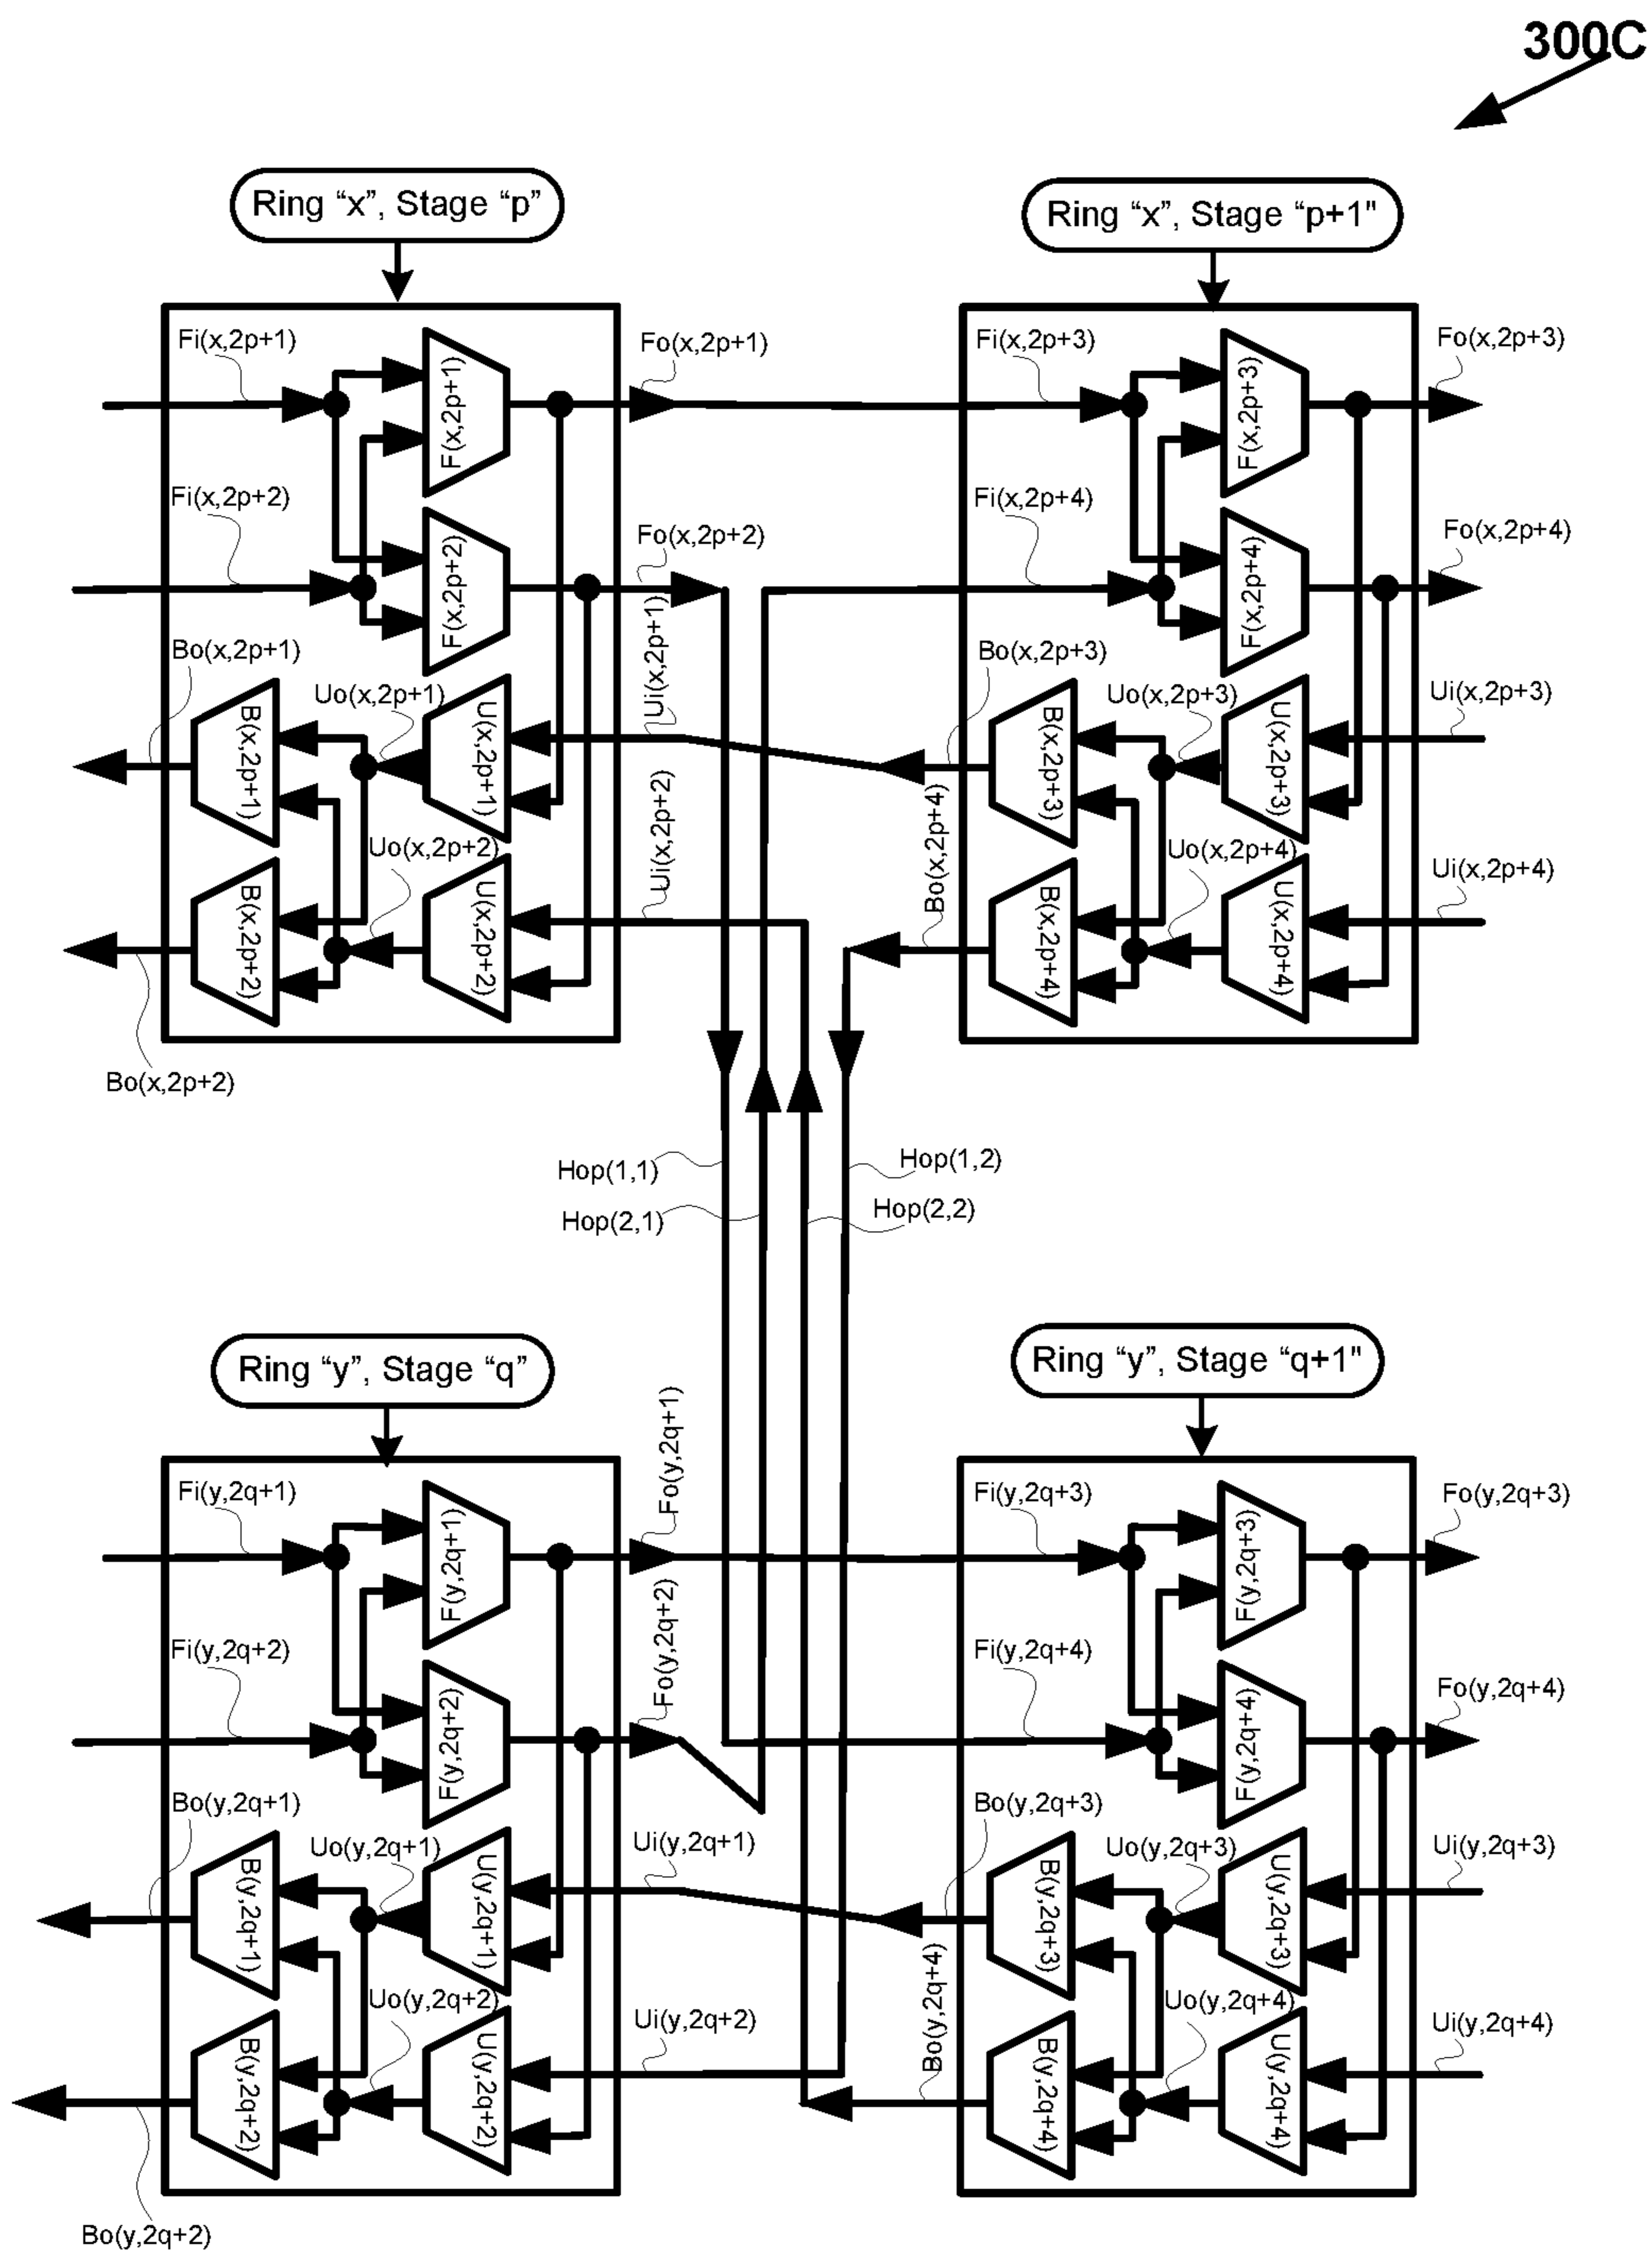 300C
Ring “x”, Stage “p”
Ring “x”, Stage “p+1"
Fi(x,2p+1)
F(x,2p+1)
Fo(x,2p+1)
Fi(x,2p+3)
F(x,2p+3)
Fo(x,2p+3)
Fi(x,2p+2)
F(x,2p+2)
Fo(x,2p+2)
Fi(x,2p+4)
F(x,2p+4)
Fo(x,2p+4)
Bo(x,2p+1)
B(x,2p+1)
Uo(x,2p+1)
U(x,2p+1)
Ui(x,2p+1)
Bo(x,2p+3)
B(x,2p+3)
Uo(x,2p+3)
U(x,2p+3)
Ui(x,2p+3)
B(x,2p+2)
Uo(x,2p+2)
U(x,2p+2)
Ui(x,2p+2)
Bo(x,2p+4)
B(x,2p+4)
Uo(x,2p+4)
U(x,2p+4)
Ui(x,2p+4)
Bo(x,2p+2)
Hop(1,1)
Hop(1,2)
Hop(2,1)
Hop(2,2)
Ring “y”, Stage “q”
Ring “y”, Stage “q+1"
Fi(y,2q+1)
F(y,2q+1)
Fo(y,2q+1)
Fi(y,2q+3)
F(y,2q+3)
Fo(y,2q+3)
Fi(y,2q+2)
F(y,2q+2)
Fo(y,2q+2)
Fi(y,2q+4)
F(y,2q+4)
Fo(y,2q+4)
Bo(y,2q+1)
B(y,2q+1)
Uo(y,2q+1)
U(y,2q+1)
Ui(y,2q+1)
Bo(y,2q+3)
B(y,2q+3)
Uo(y,2q+3)
U(y,2q+3)
Ui(y,2q+3)
B(y,2q+2)
Uo(y,2q+2)
U(y,2q+2)
Ui(y,2q+2)
Bo(y,2q+4)
B(y,2q+4)
Uo(y,2q+4)
U(y,2q+4)
Ui(y,2q+4)
Bo(y,2q+2)